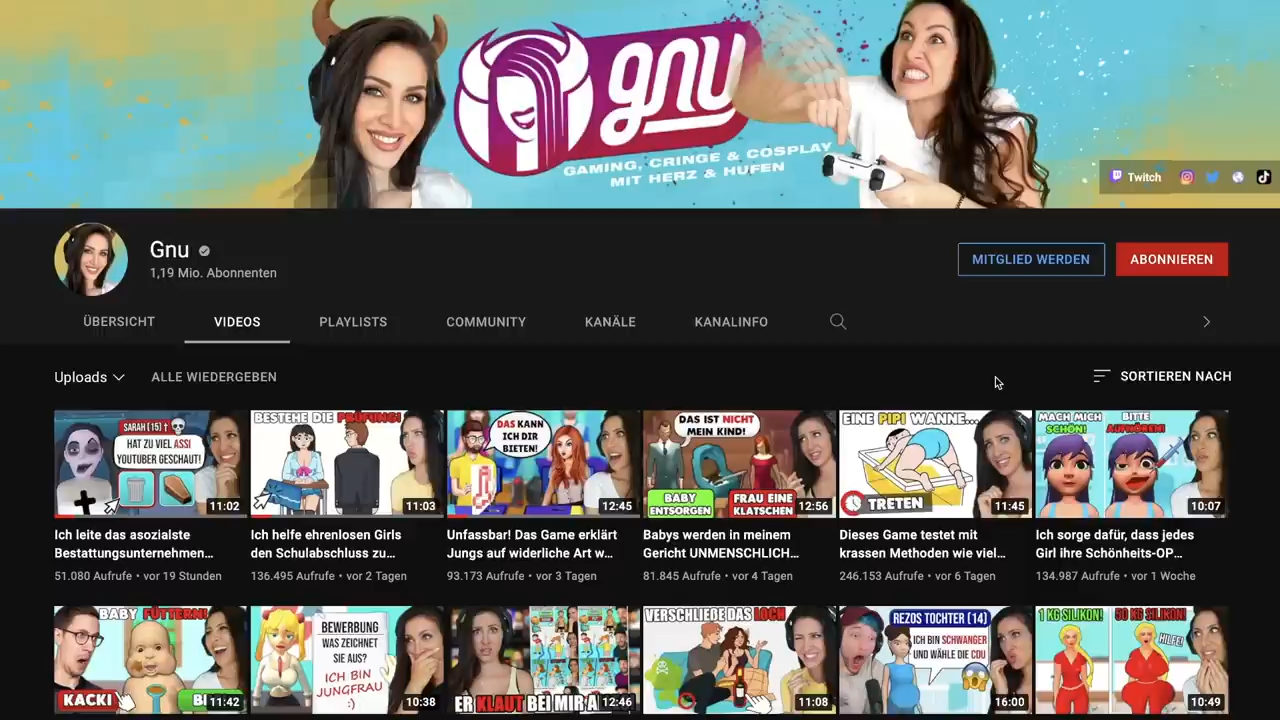 gnu
GAMING, CRINGE & COSPLAY
MIT HERZ & HUFEN
Twitch
Gnu
1,19 Mio. Abonnenten
MITGLIED WERDEN
ABONNIEREN
ÜBERSICHT
VIDEOS
PLAYLISTS
COMMUNITY
KANÄLE
KANALINFO
Uploads
ALLE WIEDERGEBEN
SORTIEREN NACH
SARAH (15) †
HAT ZU VIEL ASSI
YOUTUBER GESCHAUT!
11:02
BESTEHE DIE PRÜFUNG!
11:03
DAS KANN
ICH DIR
BIETEN!
12:45
DAS IST NICHT
MEIN KIND!
BABY
ENTSORGEN
FRAU EINE
KLATSCHEN
12:56
EINE PIPI WANNE...
TRETEN
11:45
MACH MICH
SCHÖN!
BITTE
AUFHÖREN!
10:07
Ich leite das asozialste
Bestattungsunternehmen...
51.080 Aufrufe • vor 19 Stunden
Ich helfe ehrenlosen Girls
den Schulabschluss zu...
136.495 Aufrufe • vor 2 Tagen
Unfassbar! Das Game erklärt
Jungs auf widerliche Art w...
93.173 Aufrufe • vor 3 Tagen
Babys werden in meinem
Gericht UNMENSCHLICH...
81.845 Aufrufe • vor 4 Tagen
Dieses Game testet mit
krassen Methoden wie viel...
246.153 Aufrufe • vor 6 Tagen
Ich sorge dafür, dass jedes
Girl ihre Schönheits-OP...
134.987 Aufrufe • vor 1 Woche
BABY FÜTTERN!
KACKI
BI
11:42
BEWERBUNG
WAS ZEICHNET
SIE AUS?
ICH BIN
JUNGFRAU
:)
10:38
ER KLAUT BEI MIR A
12:46
VERSCHLIEẞE DAS LOCH
11:08
REZOS TOCHTER (14)
ICH BIN SCHWANGER
UND WÄHLE DIE CDU
16:00
1 KG SILIKON!
50 KG SILIKON!
HILFE!
10:49